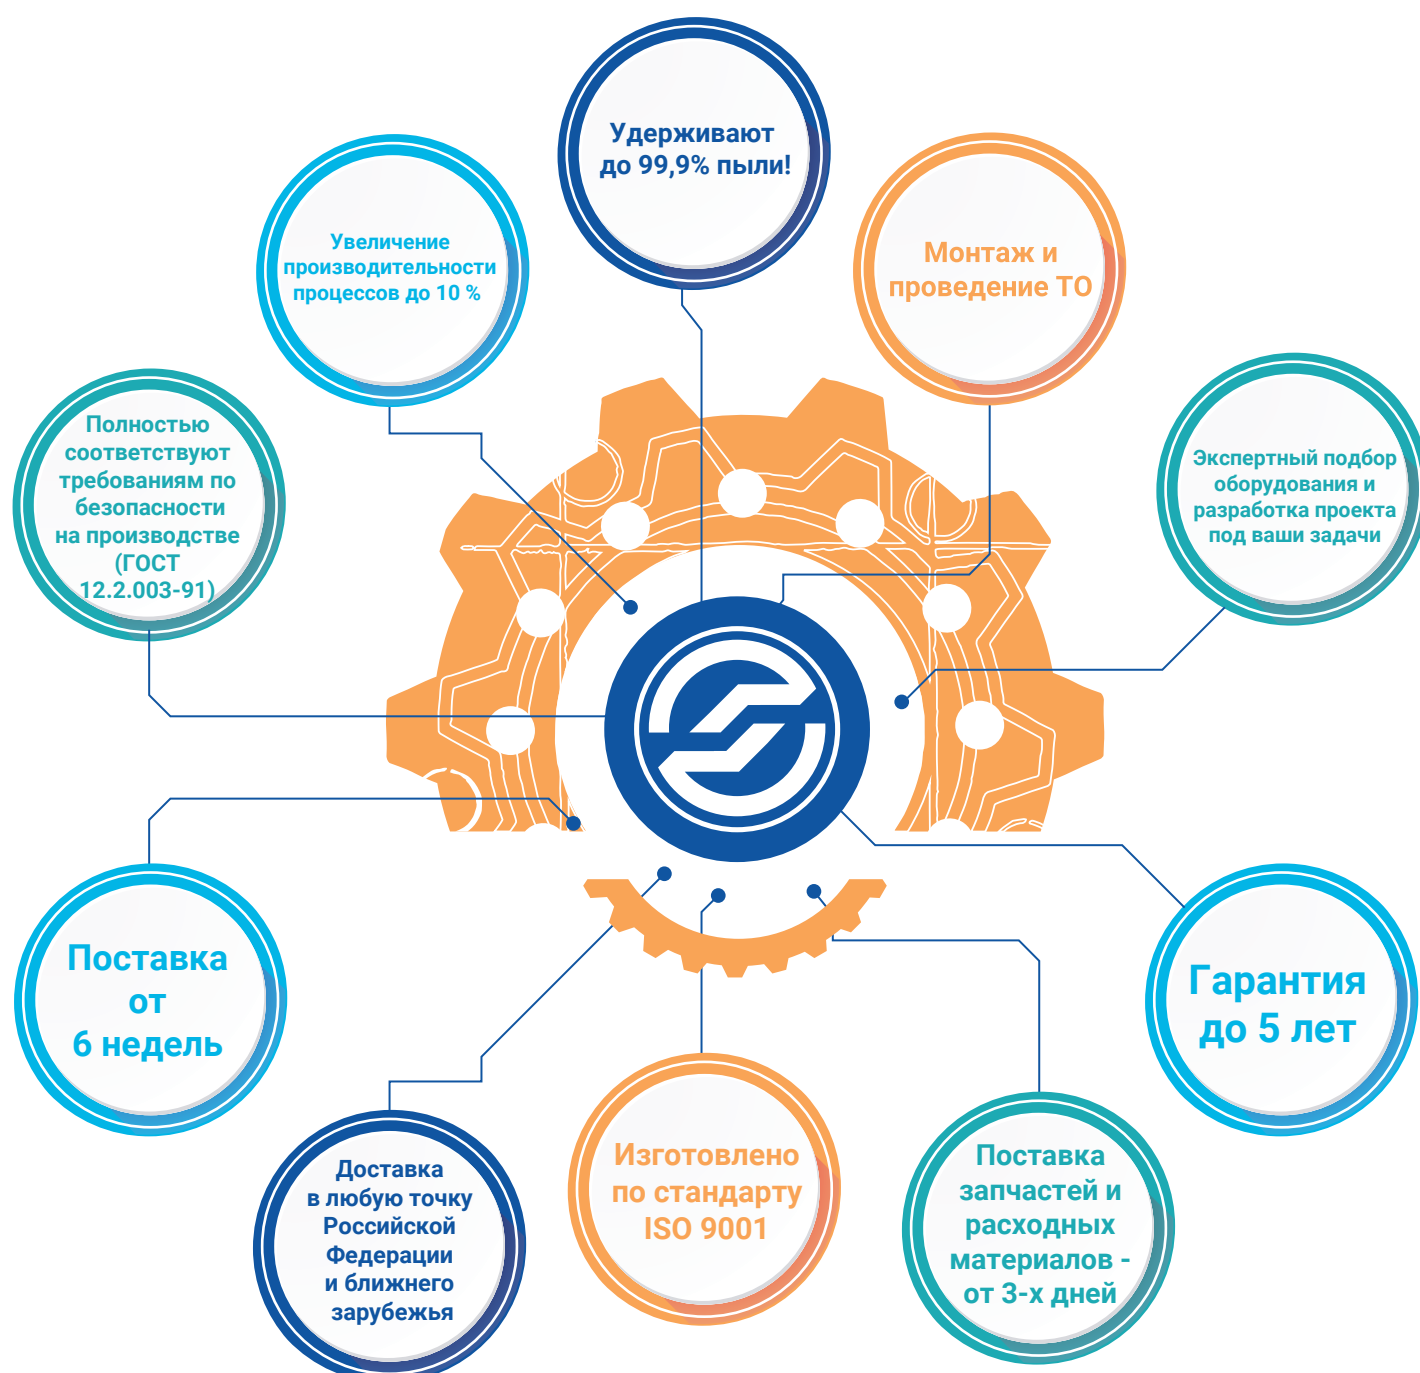 Удерживают
до 99,9% пыли!
Увеличение
производительности
процессов до 10 %
Монтаж и
проведение ТО
Полностью
соответствуют
требованиям по
безопасности
на производстве
(ГОСТ
12.2.003-91)
Экспертный подбор
оборудования и
разработка проекта
под ваши задачи
Поставка
от
6 недель
Гарантия
до 5 лет
Доставка
в любую точку
Российской
Федерации
и ближнего
зарубежья
Изготовлено
по стандарту
ISO 9001
Поставка
запчастей и
расходных
материалов -
от 3-х дней